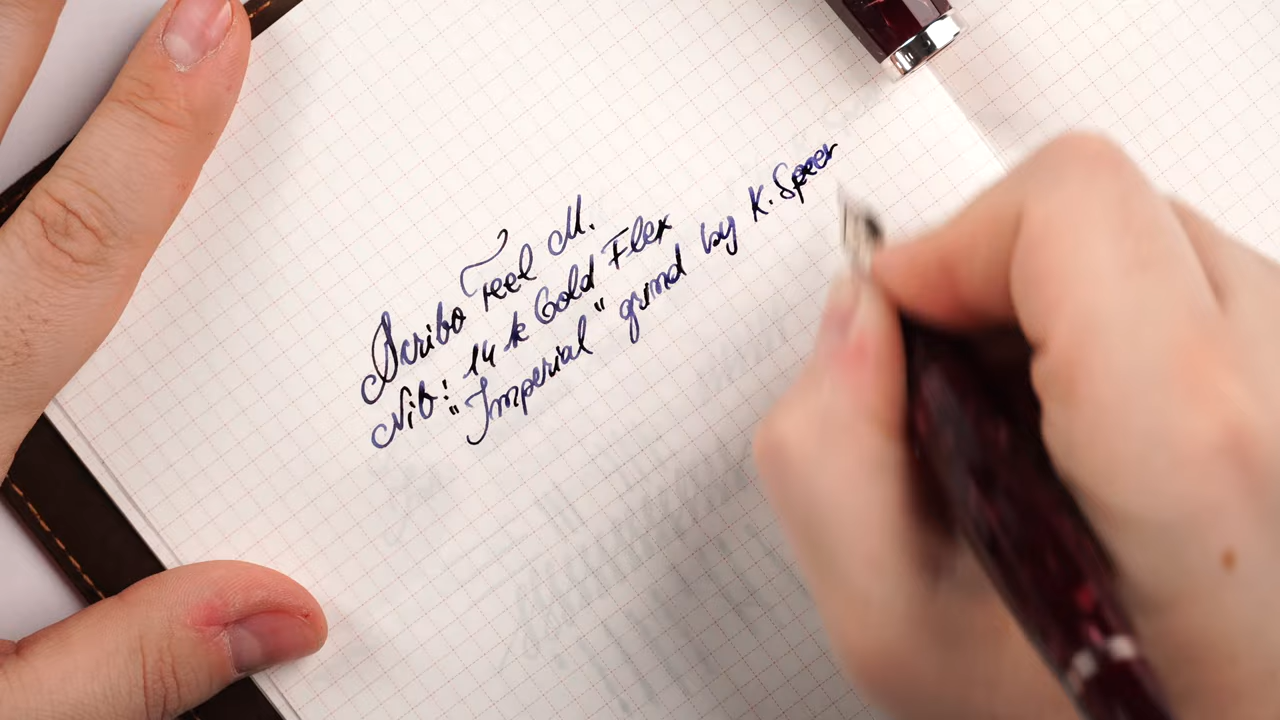 Scribo Feel M.
Nib: 14 k Gold Flex
"Imperial" grind by K. Speer